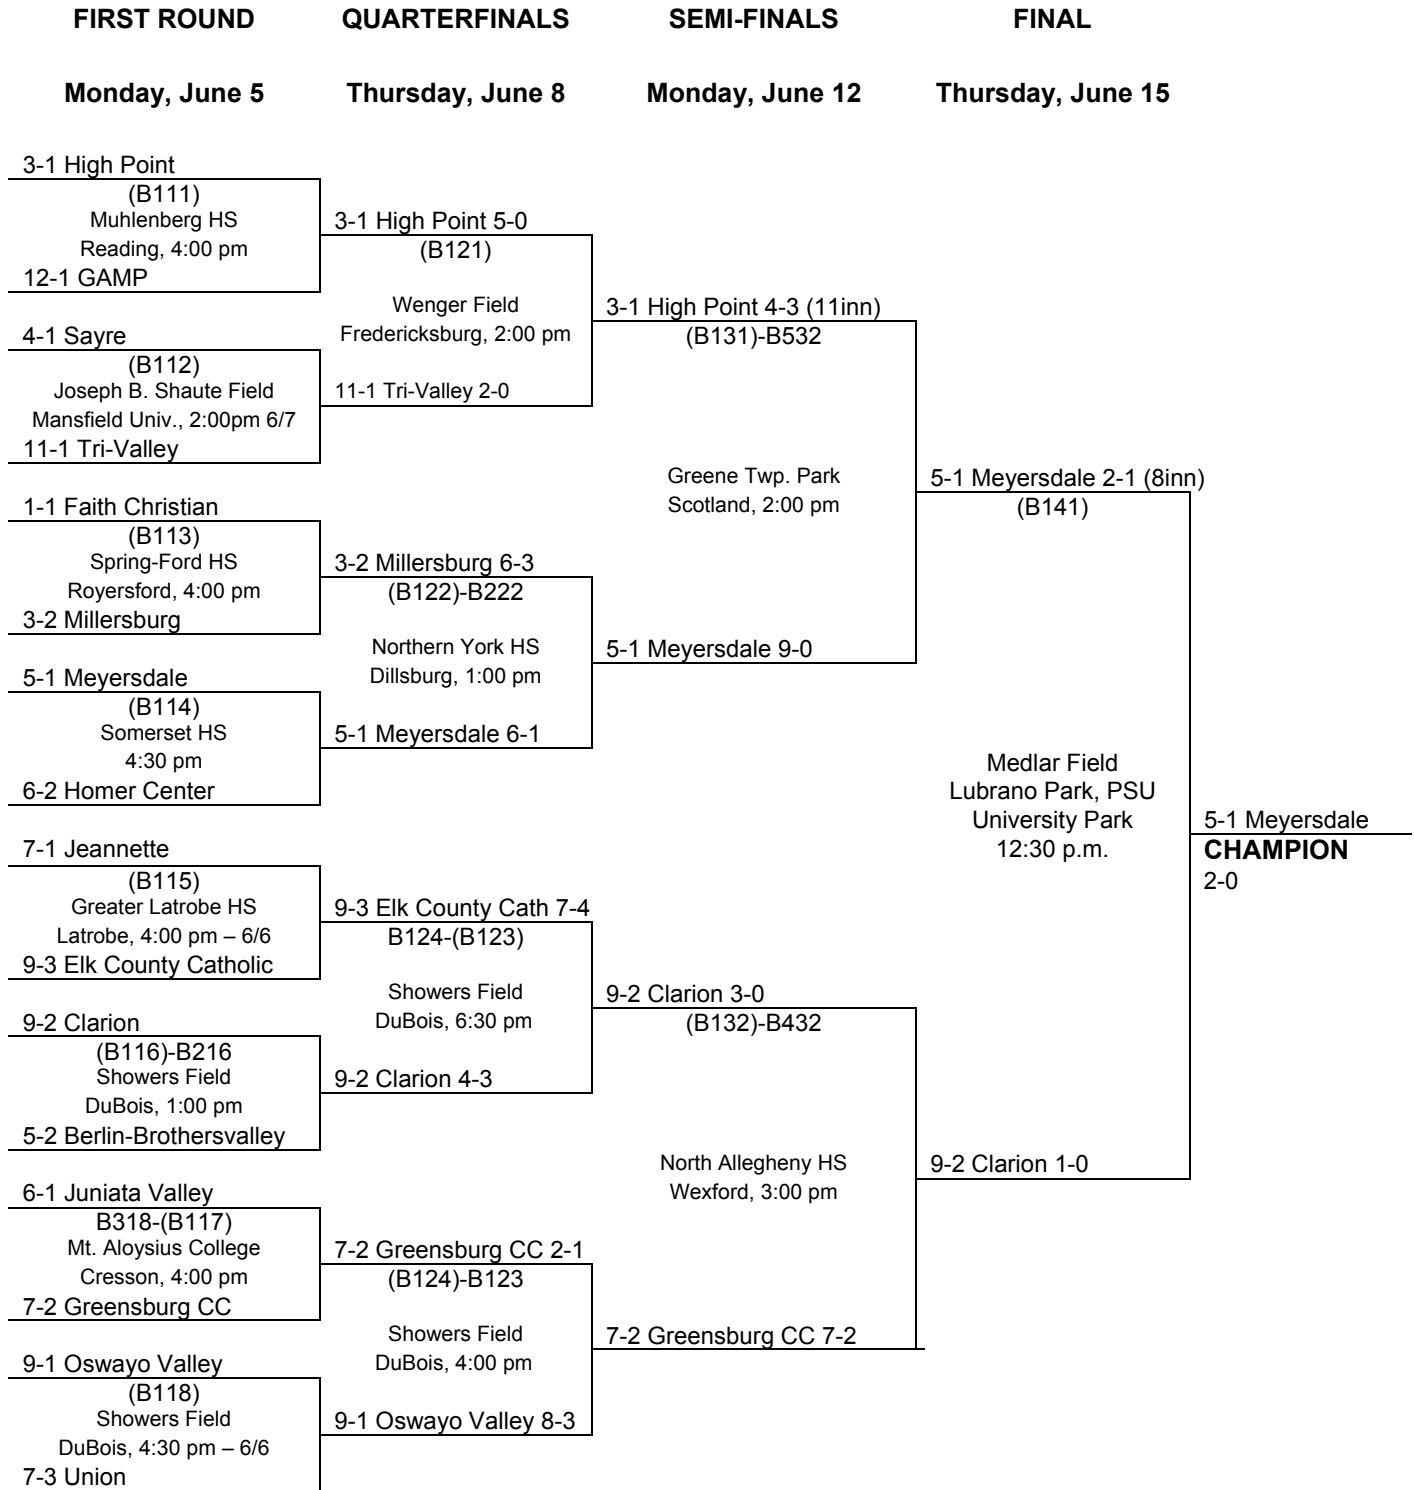 FIRST ROUND QUARTERFINALS SEMI-FINALS FINAL
Monday, June 5 Thursday, June 8 Monday, June 12 Thursday, June 15
3-1 High Point
(B111)
Muhlenberg HS
Reading, 4:00 pm
12-1 GAMP
4-1 Sayre
(B112)
Joseph B. Shaute Field
Mansfield Univ., 2:00pm 6/7
11-1 Tri-Valley
1-1 Faith Christian
(B113)
Spring-Ford HS
Royersford, 4:00 pm
3-2 Millersburg
5-1 Meyersdale
(B114)
Somerset HS
4:30 pm
6-2 Homer Center
7-1 Jeannette
(B115)
Greater Latrobe HS
Latrobe, 4:00 pm – 6/6
9-3 Elk County Catholic
9-2 Clarion
(B116)-B216
Showers Field
DuBois, 1:00 pm
5-2 Berlin-Brothersvalley
6-1 Juniata Valley
B318-(B117)
Mt. Aloysius College
Cresson, 4:00 pm
7-2 Greensburg CC
9-1 Oswayo Valley
(B118)
Showers Field
DuBois, 4:30 pm – 6/6
7-3 Union
3-1 High Point 5-0
(B121)
Wenger Field
Fredericksburg, 2:00 pm
11-1 Tri-Valley 2-0
3-2 Millersburg 6-3
(B122)-B222
Northern York HS
Dillsburg, 1:00 pm
5-1 Meyersdale 6-1
9-3 Elk County Cath 7-4
B124-(B123)
Showers Field
DuBois, 6:30 pm
9-2 Clarion 4-3
7-2 Greensburg CC 2-1
(B124)-B123
Showers Field
DuBois, 4:00 pm
9-1 Oswayo Valley 8-3
3-1 High Point 4-3 (11inn)
(B131)-B532
Greene Twp. Park
Scotland, 2:00 pm
5-1 Meyersdale 9-0
9-2 Clarion 3-0
(B132)-B432
North Allegheny HS
Wexford, 3:00 pm
7-2 Greensburg CC 7-2
5-1 Meyersdale 2-1 (8inn)
(B141)
Medlar Field
Lubrano Park, PSU
University Park
12:30 p.m.
9-2 Clarion 1-0
5-1 Meyersdale
CHAMPION
2-0